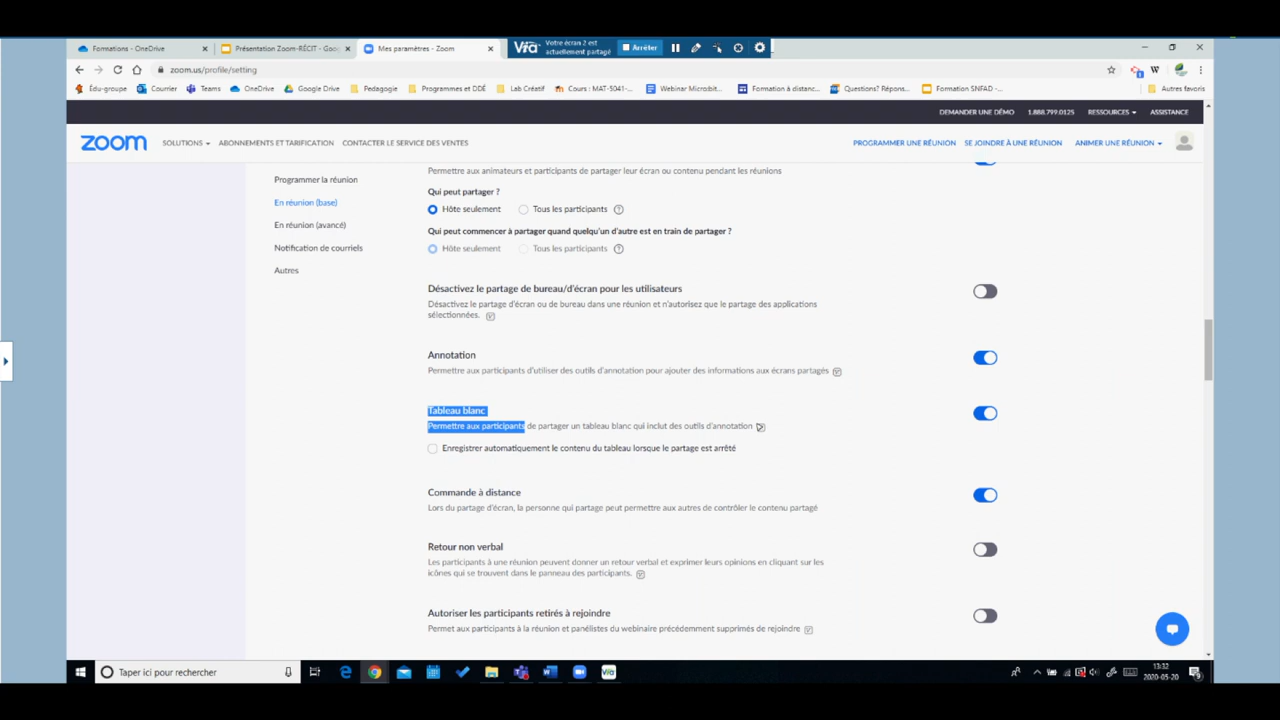 Formations - OneDrive
Présentation Zoom-RÉCIT - Goog
Mes paramètres - Zoom
Via
Votre écran 2 est
actuellement partagé
Arrêter
zoom.us/profile/setting
Édu-groupe
Courrier
Teams
OneDrive
Google Drive
Pedagogie
Programmes et DDÉ
Lab Créatif
Cours : MAT-5041-...
Webinar Microbit...
Formation à distanc...
Questions? Répons...
Formation SNFAD -...
Autres favoris
DEMANDER UNE DÉMO
1.888.799.0125
RESSOURCES
ASSISTANCE
zoom
SOLUTIONS
ABONNEMENTS ET TARIFICATION
CONTACTER LE SERVICE DES VENTES
PROGRAMMER UNE RÉUNION
SE JOINDRE À UNE RÉUNION
ANIMER UNE RÉUNION
Programmer la réunion
En réunion (base)
En réunion (avancé)
Notification de courriels
Autres
Permettre aux animateurs et participants de partager leur écran ou contenu pendant les réunions
Qui peut partager ?
Hôte seulement
Tous les participants
Qui peut commencer à partager quand quelqu'un d'autre est en train de partager ?
Hôte seulement
Tous les participants
Désactivez le partage de bureau/d'écran pour les utilisateurs
Désactivez le partage d'écran ou de bureau dans une réunion et n'autorisez que le partage des applications
sélectionnées.
Annotation
Permettre aux participants d'utiliser des outils d'annotation pour ajouter des informations aux écrans partagés
Tableau blanc
Permettre aux participants de partager un tableau blanc qui inclut des outils d'annotation
Enregistrer automatiquement le contenu du tableau lorsque le partage est arrêté
Commande à distance
Lors du partage d'écran, la personne qui partage peut permettre aux autres de contrôler le contenu partagé
Retour non verbal
Les participants à une réunion peuvent donner un retour verbal et exprimer leurs opinions en cliquant sur les
icônes qui se trouvent dans le panneau des participants.
Autoriser les participants retirés à rejoindre
Permet aux participants à la réunion et panélistes du webinaire précédemment supprimés de rejoindre
Taper ici pour rechercher
13:32
2020-05-20